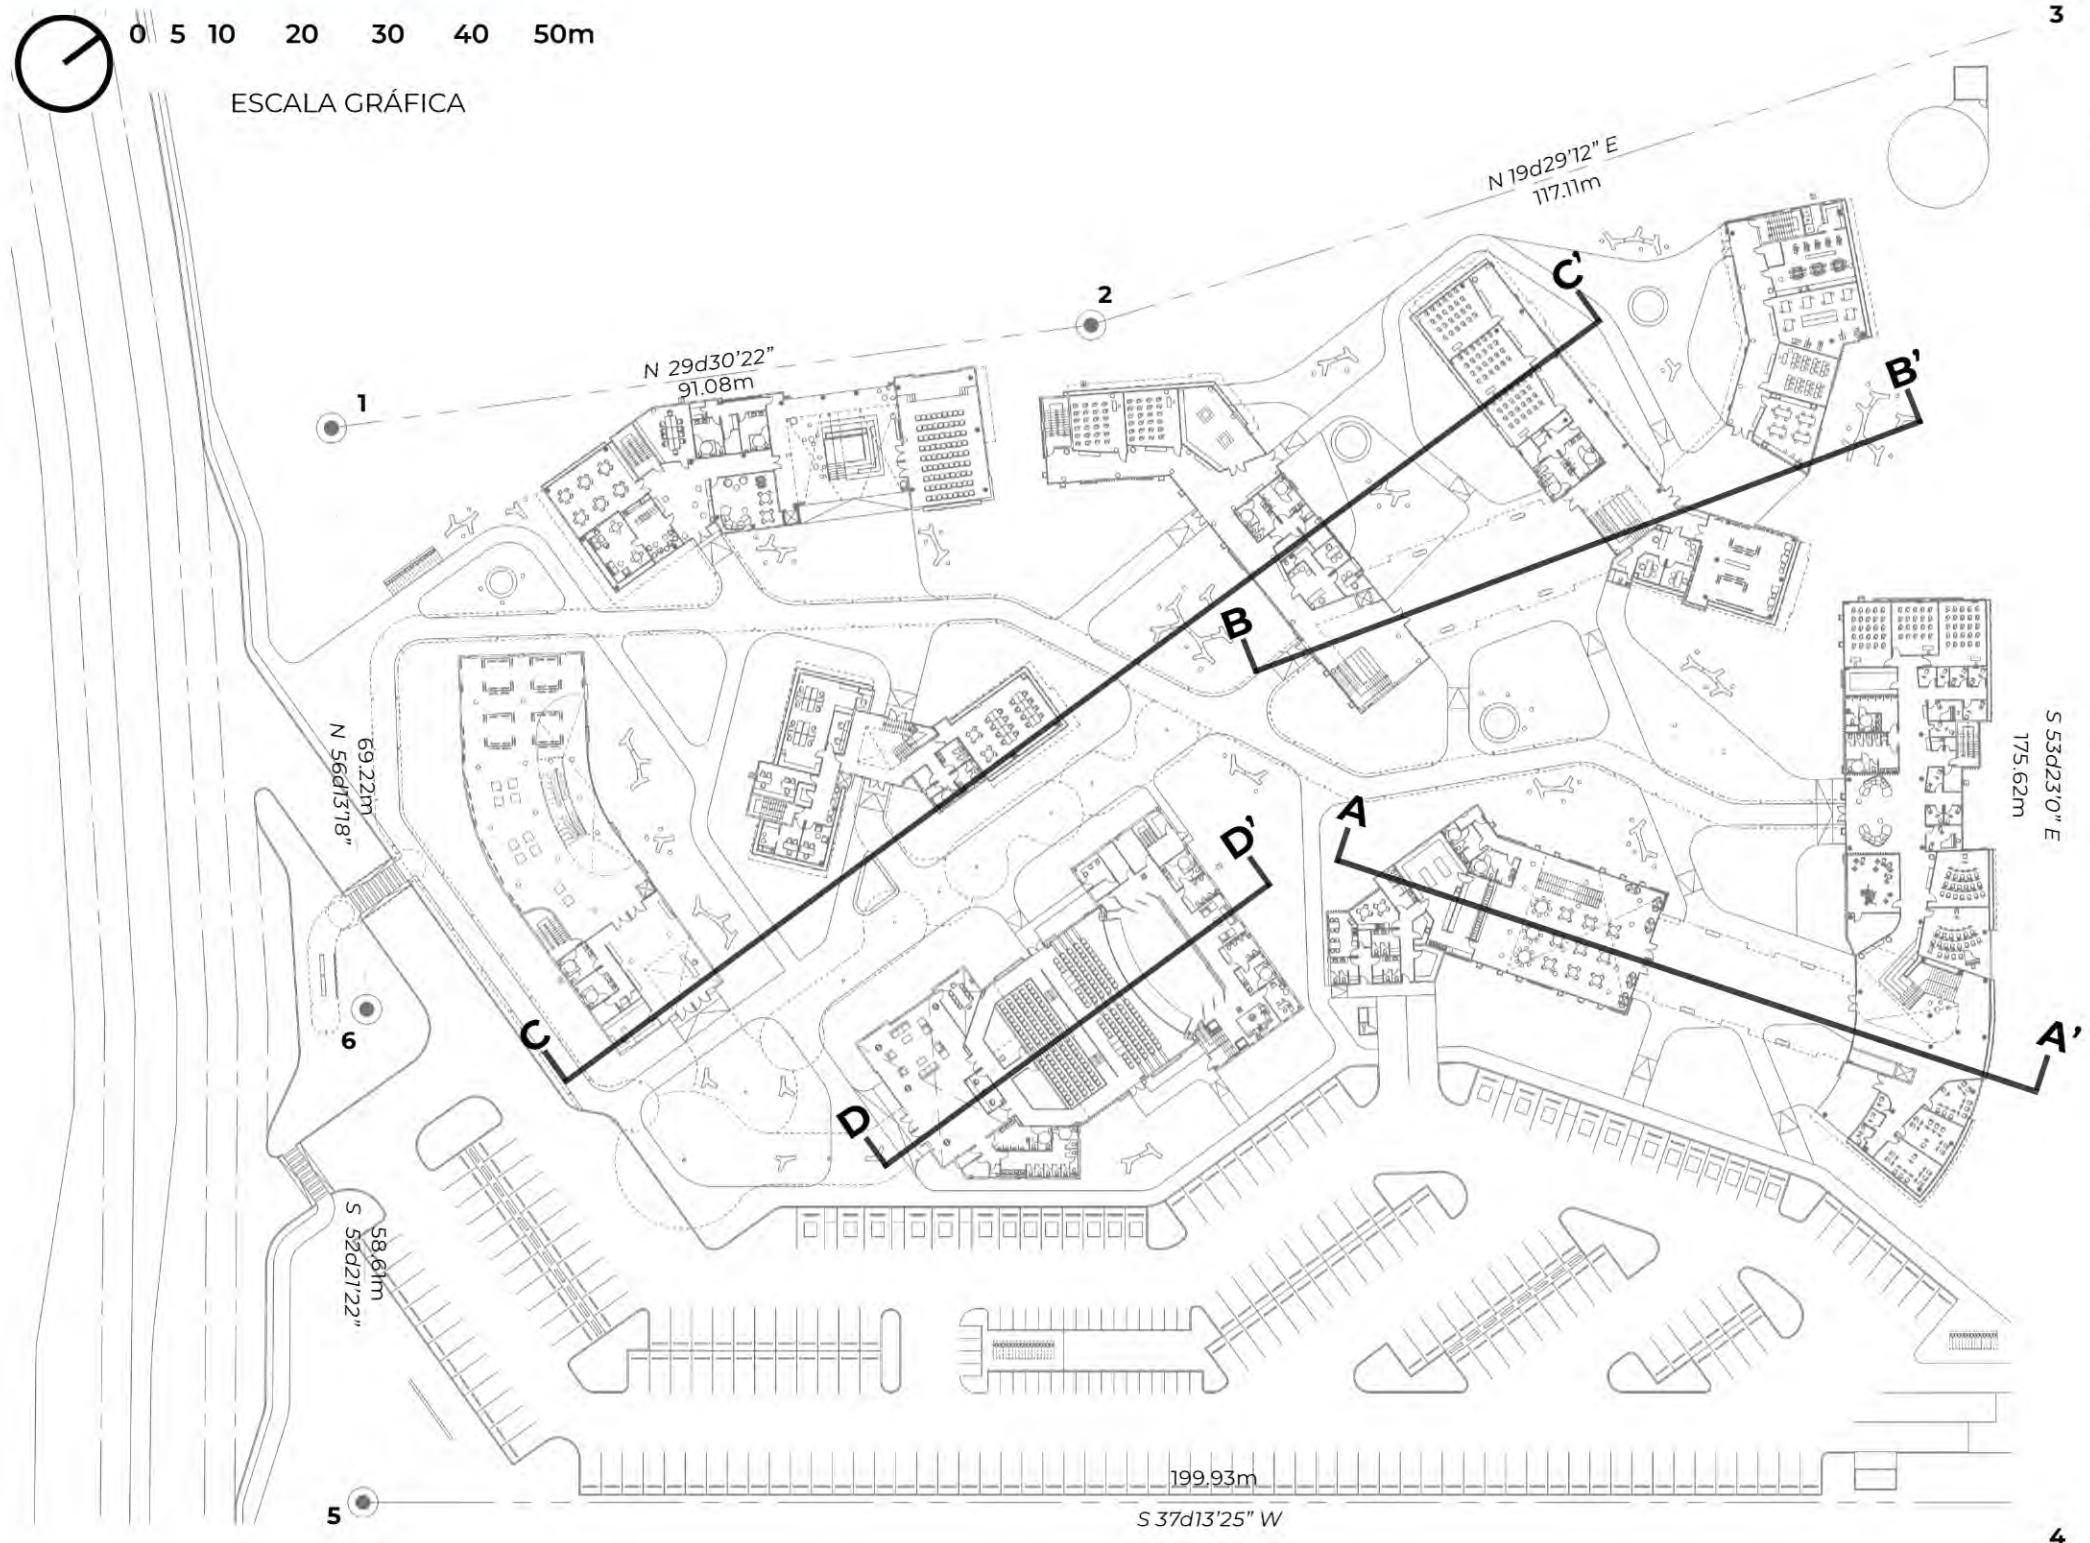 0 5 10 20 30 40 50m
ESCALA GRÁFICA
3
N 19d29'12" E
117.11m
C'
2
N 29d30'22"
91.08m
1
B'
B
69.22m
N 56d13'18"
S 53d23'0" E
175.62m
A
D'
C
6
A'
D
58.61m
S 52d21'22"
199.93m
5
S 37d13'25" W
4